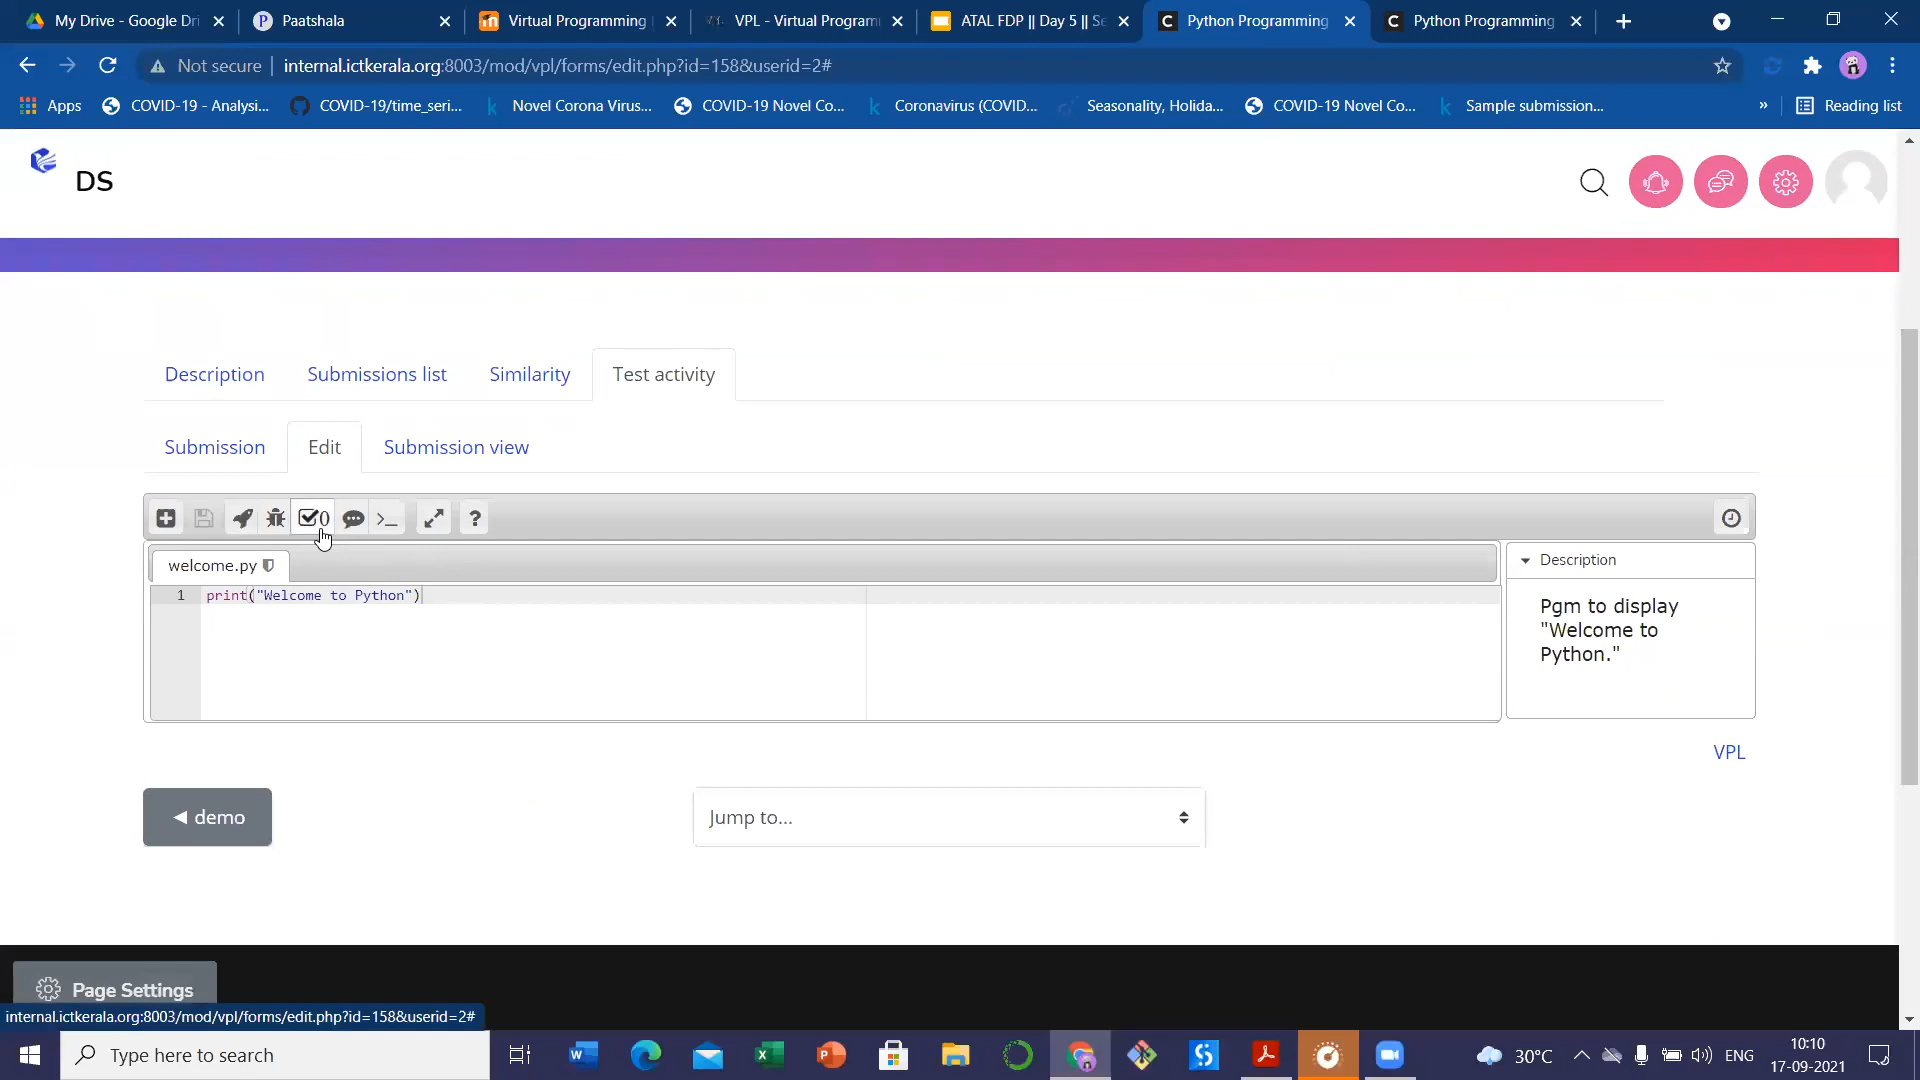 My Drive - Google Dri
Paatshala
Virtual Programming
VPL - Virtual Program
ATAL FDP || Day 5 || Se
Python Programming
Python Programming
Not secure
internal.ictkerala.org:8003/mod/vpl/forms/edit.php?id=158&userid=2#
Apps
COVID-19 - Analysi...
COVID-19/time_seri...
Novel Corona Virus...
COVID-19 Novel Co...
Coronavirus (COVID...
Seasonality, Holida...
COVID-19 Novel Co...
Sample submission...
»
Reading list
DS
Description
Submissions list
Similarity
Test activity
Submission
Edit
Submission view
0
welcome.py
Description
1 print("Welcome to Python")
Pgm to display
"Welcome to
Python."
VPL
◄ demo
Jump to...
Page Settings
internal.ictkerala.org:8003/mod/vpl/forms/edit.php?id=158&userid=2#
Type here to search
30°C
ENG
10:10
17-09-2021